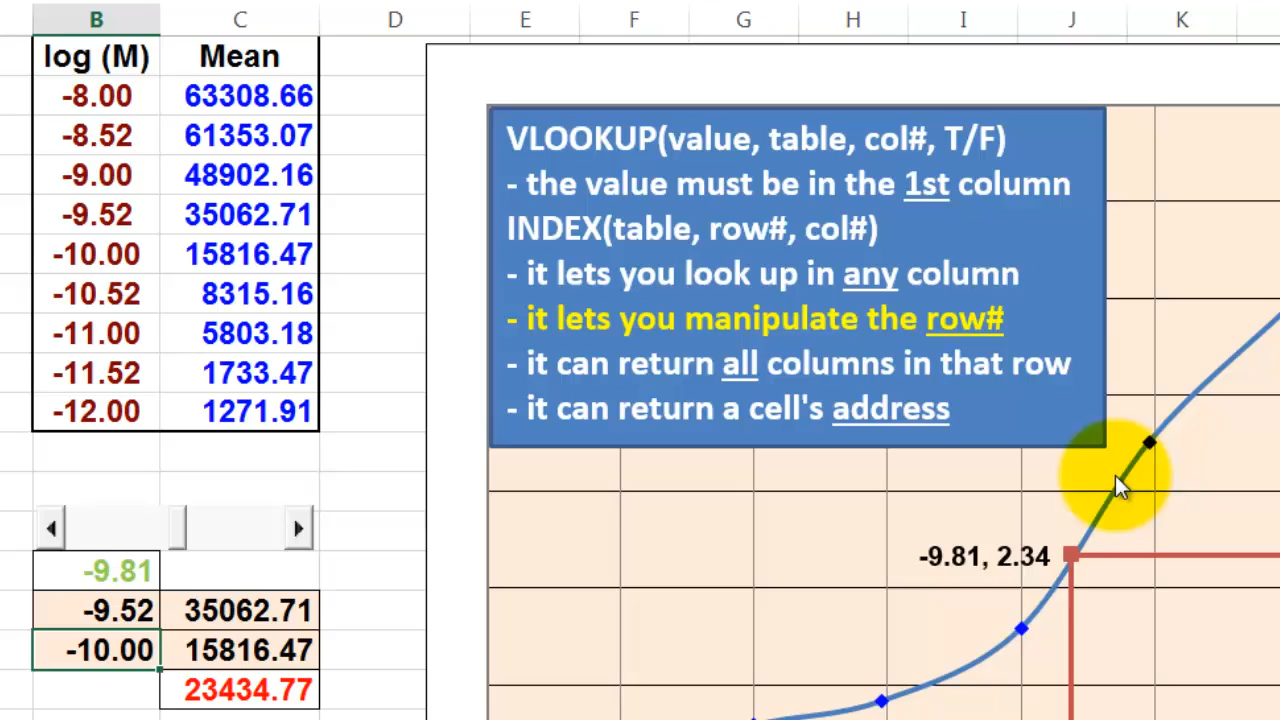 B C D E F G H I J K
log (M) Mean
-8.00 63308.66
-8.52 61353.07
-9.00 48902.16
-9.52 35062.71
-10.00 15816.47
-10.52 8315.16
-11.00 5803.18
-11.52 1733.47
-12.00 1271.91
-9.81
-9.52 35062.71
-10.00 15816.47
23434.77
VLOOKUP(value, table, col#, T/F)
- the value must be in the 1st column
INDEX(table, row#, col#)
- it lets you look up in any column
- it lets you manipulate the row#
- it can return all columns in that row
- it can return a cell's address
-9.81, 2.34